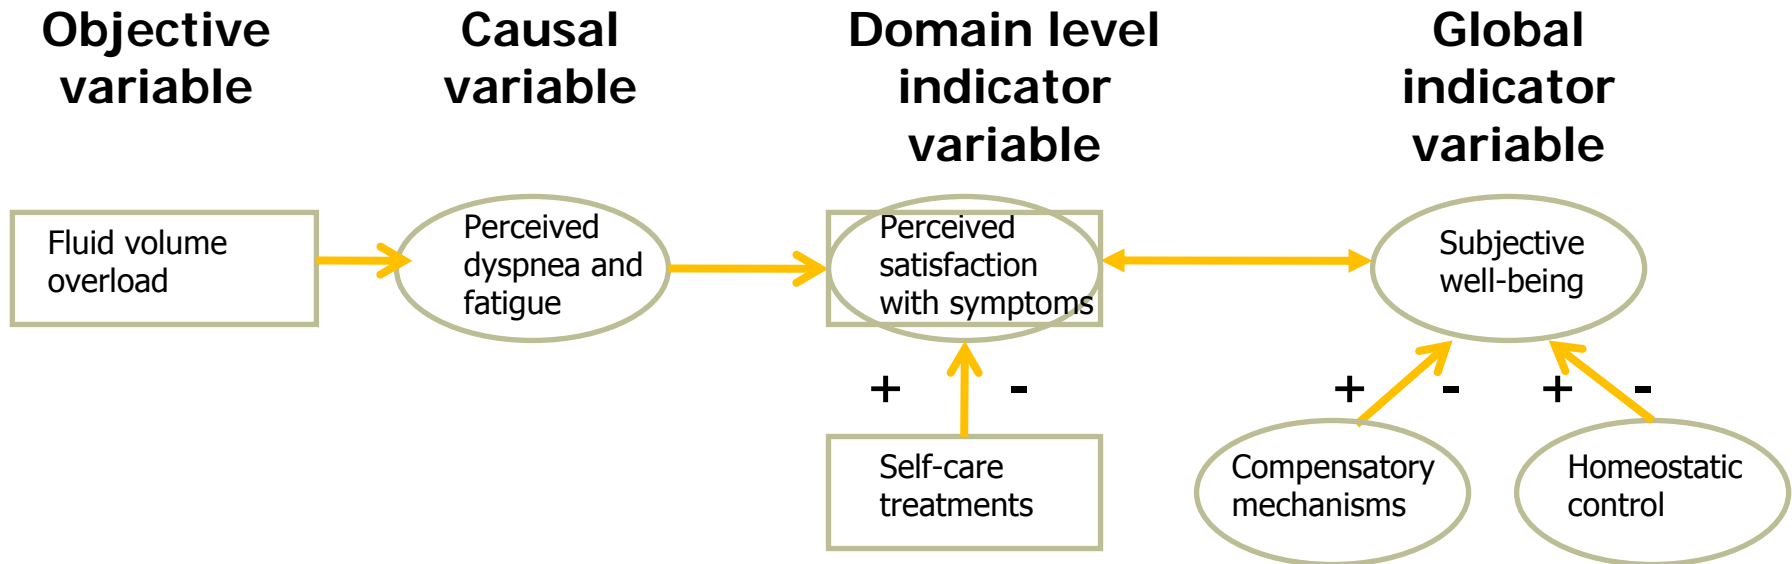 Objective
variable
Causal
variable
Domain level
indicator
variable
Global
indicator
variable
Fluid volume
overload
Perceived
dyspnea and
fatigue
Perceived
satisfaction
with symptoms
Subjective
well-being
+ -
+ - + -
Self-care
treatments
Compensatory
mechanisms
Homeostatic
control